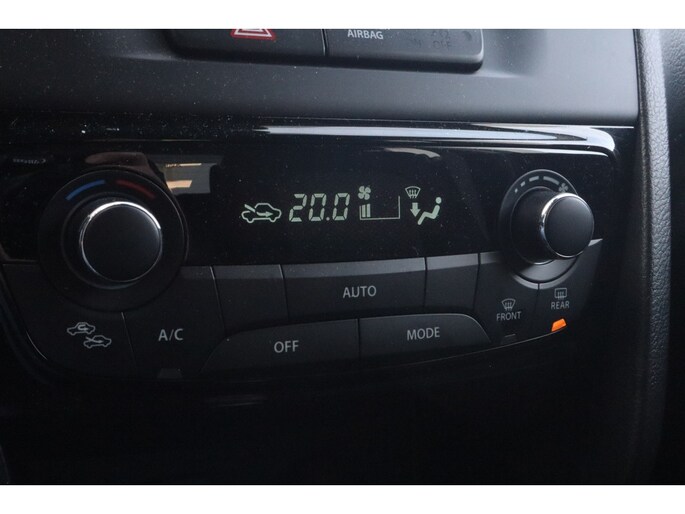 AIRBAG
20.0
AUTO
A/C
OFF
MODE
FRONT
REAR